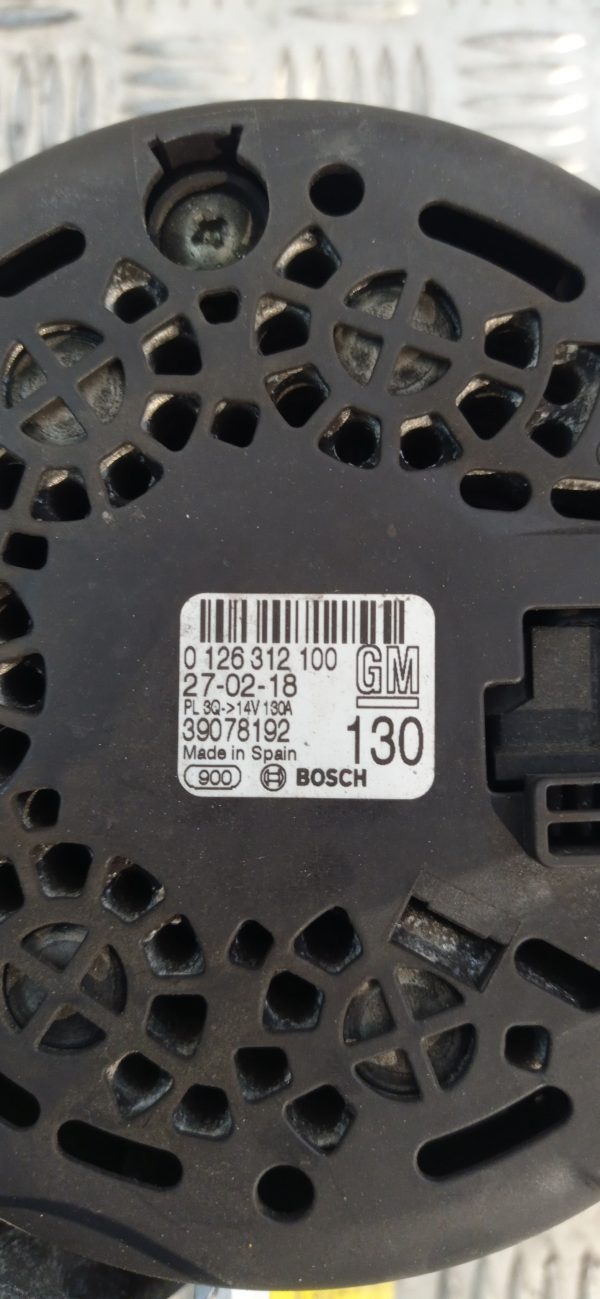 0 126 312 100
27-02-18
GM
PL 3Q->14V 130A
39078192
130
Made in Spain
900 BOSCH